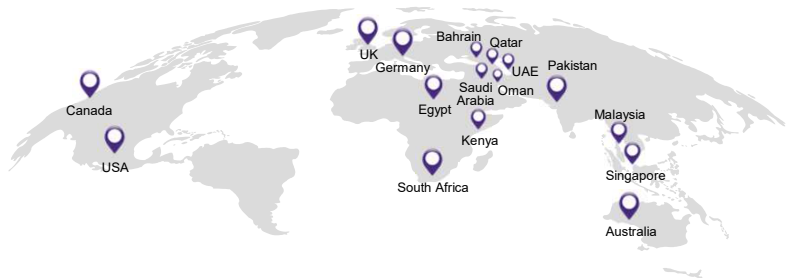 Bahrain
Qatar
UK
Germany
UAE
Pakistan
Canada
Egypt
Saudi
Arabia
Oman
Malaysia
Kenya
USA
Singapore
South Africa
Australia